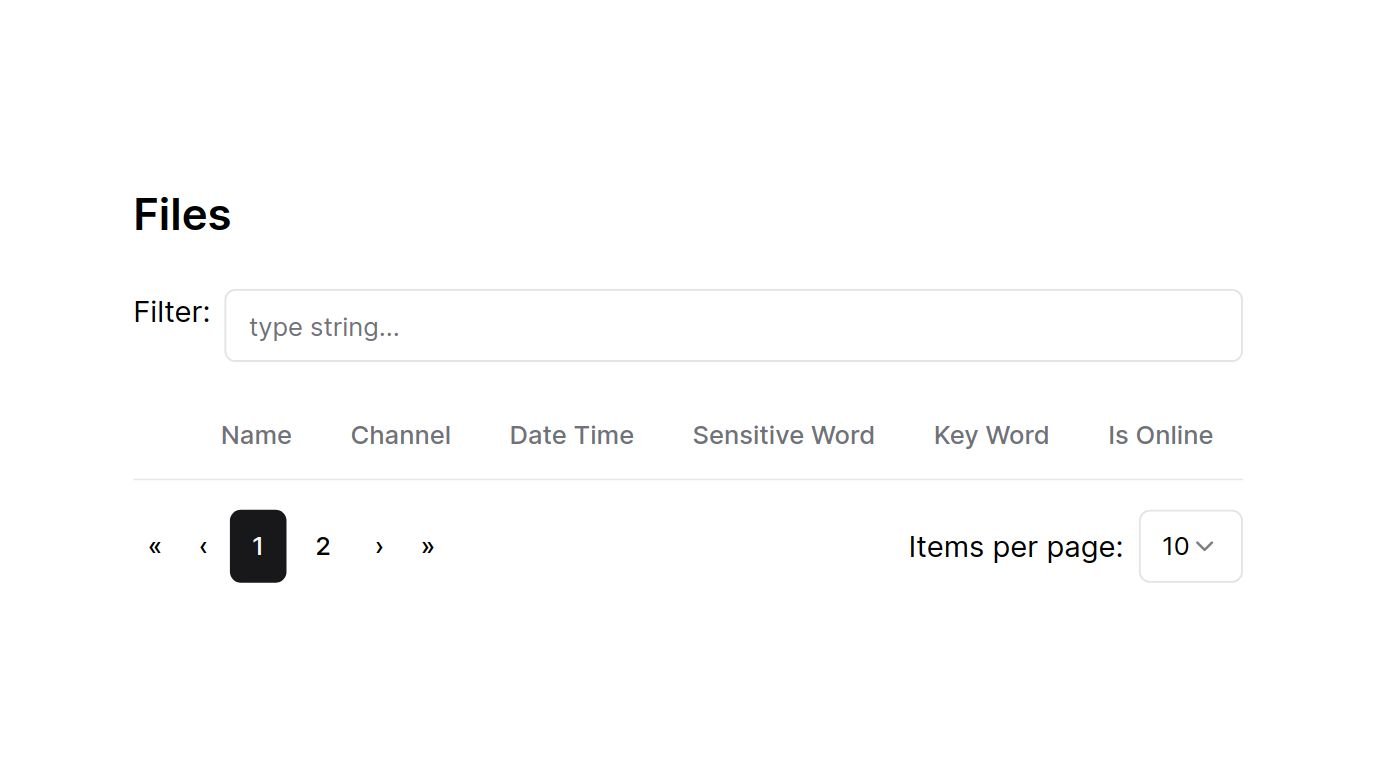 Files
Filter: type string...
Name Channel Date Time Sensitive Word Key Word Is Online
« ‹ 1 2 › » Items per page: 10